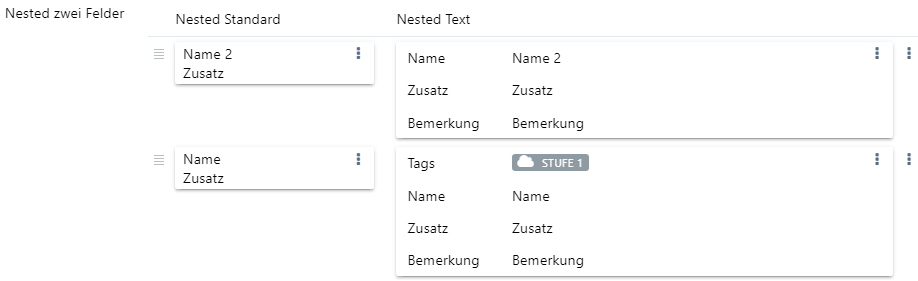 Nested zwei Felder
Nested Standard Nested Text
Name 2
Zusatz
Name Name 2
Zusatz Zusatz
Bemerkung Bemerkung
Name
Zusatz
Tags STUFE 1
Name Name
Zusatz Zusatz
Bemerkung Bemerkung